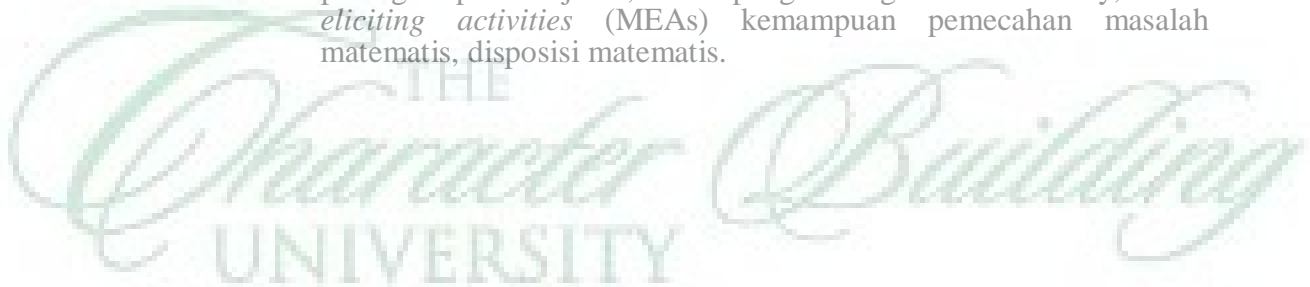 eliciting activities (MEAs) kemampuan pemecahan masalah
matematis, disposisi matematis.
THE
Character Building
UNIVERSITY